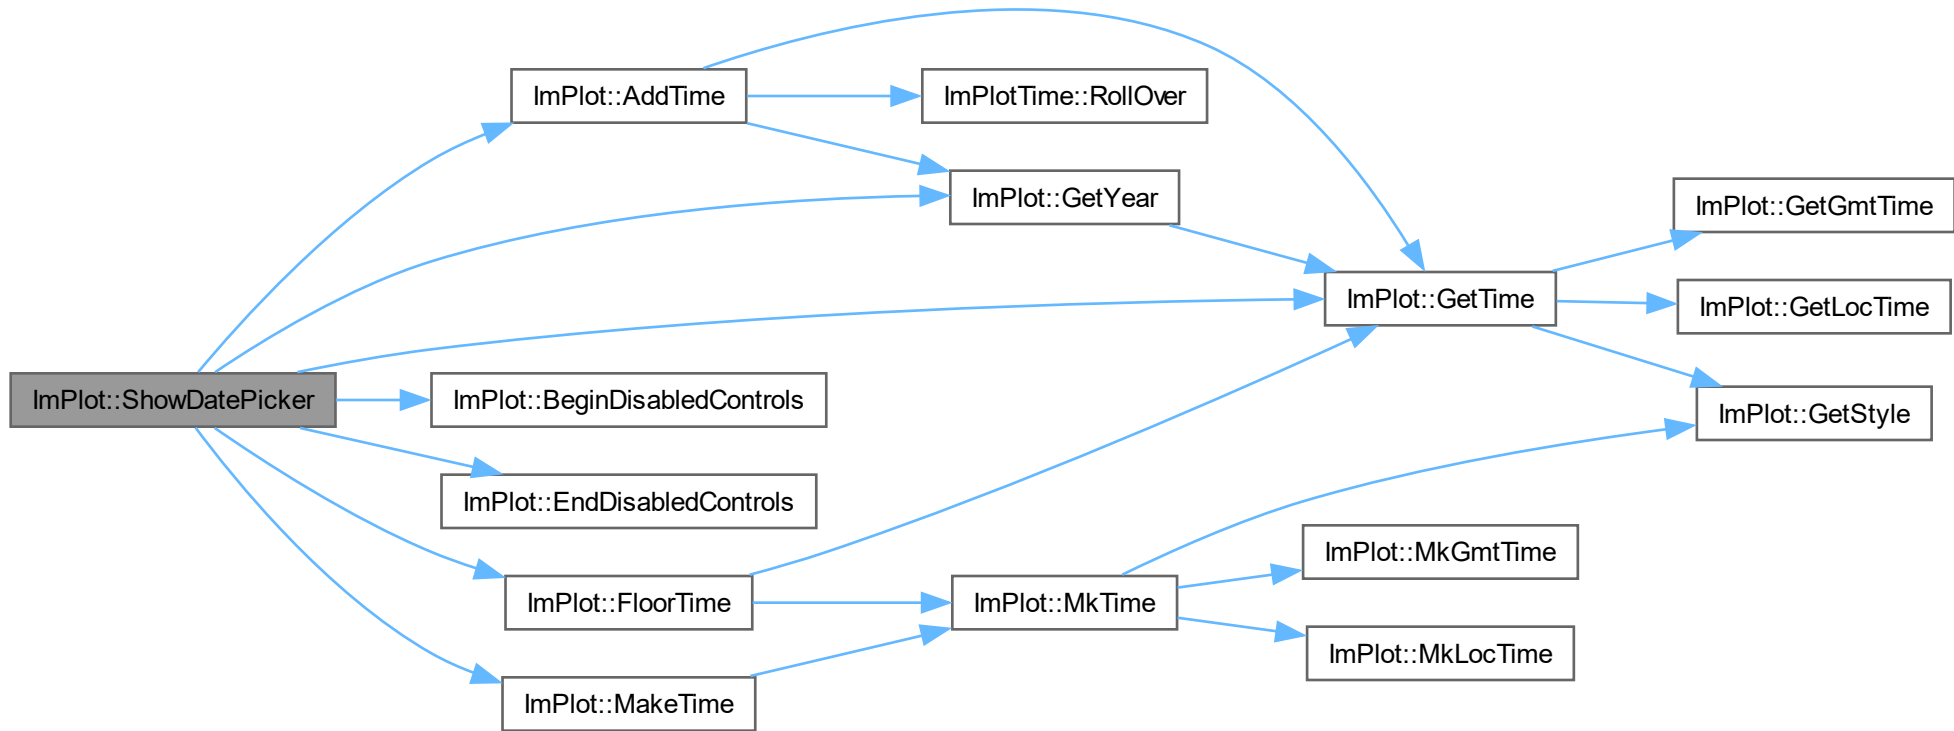 ImPlot::ShowDatePicker
ImPlot::AddTime
ImPlotTime::RollOver
ImPlot::GetYear
ImPlot::GetTime
ImPlot::GetGmtTime
ImPlot::GetLocTime
ImPlot::GetStyle
ImPlot::BeginDisabledControls
ImPlot::EndDisabledControls
ImPlot::FloorTime
ImPlot::MkTime
ImPlot::MkGmtTime
ImPlot::MkLocTime
ImPlot::MakeTime